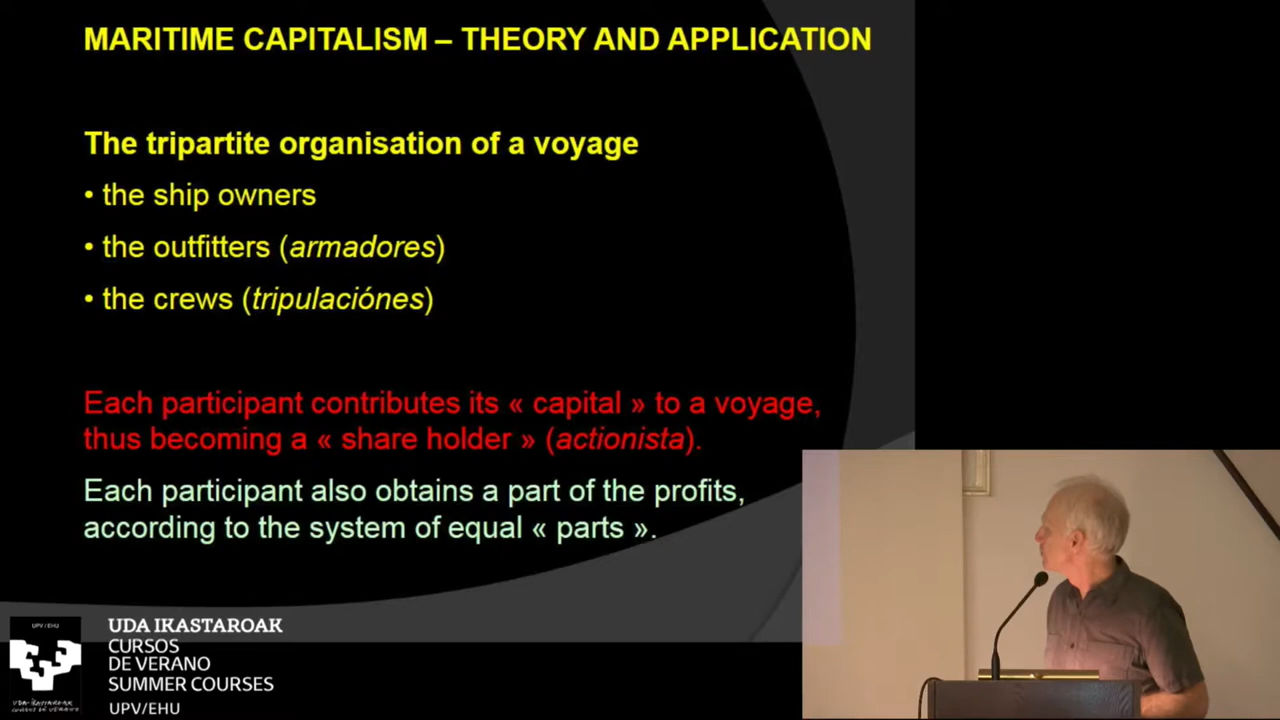 MARITIME CAPITALISM – THEORY AND APPLICATION
The tripartite organisation of a voyage
• the ship owners
• the outfitters (armadores)
• the crews (tripulaciónes)
Each participant contributes its « capital » to a voyage,
thus becoming a « share holder » (actionista).
Each participant also obtains a part of the profits,
according to the system of equal « parts ».
UPV / EHU
UDA IKASTAROAK
CURSOS
DE VERANO
SUMMER COURSES
UPV/EHU